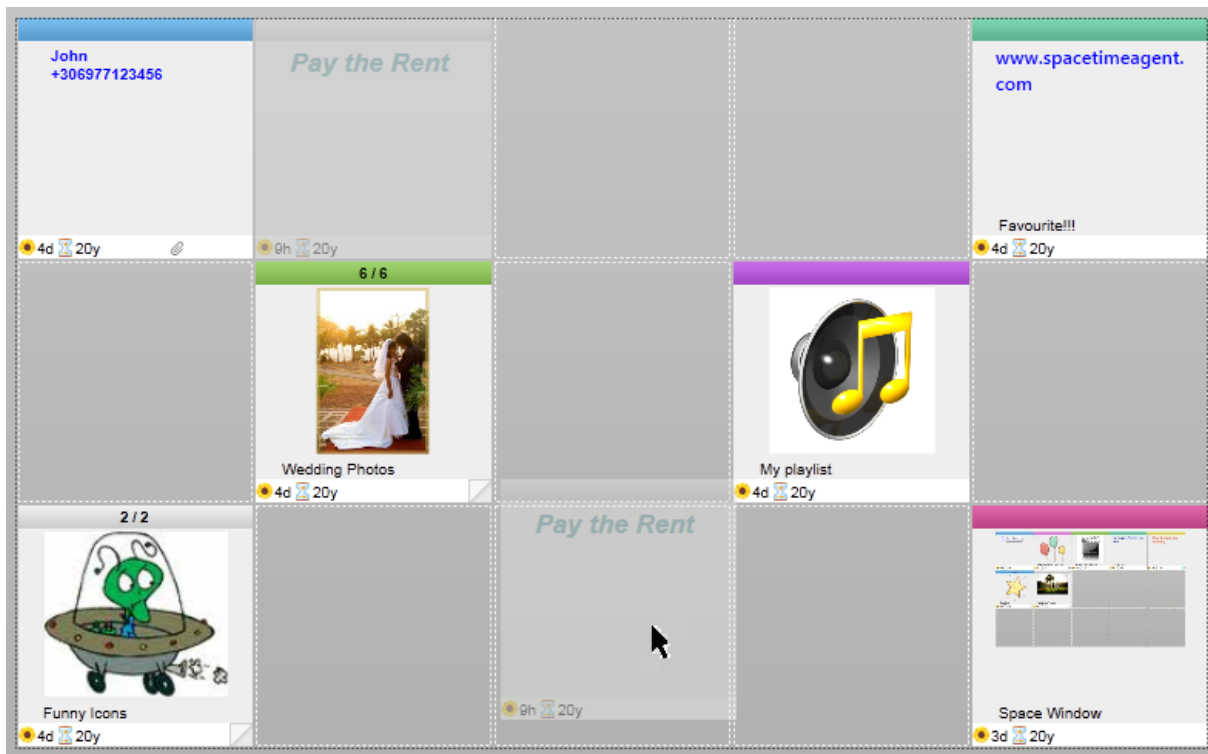 John
+306977123456
4d 20y
Pay the Rent
9h 20y
www.spacetimeagent.
com
Favourite!!!
4d 20y
6 / 6
Wedding Photos
4d 20y
My playlist
4d 20y
2 / 2
Funny Icons
4d 20y
Pay the Rent
9h 20y
Space Window
3d 20y